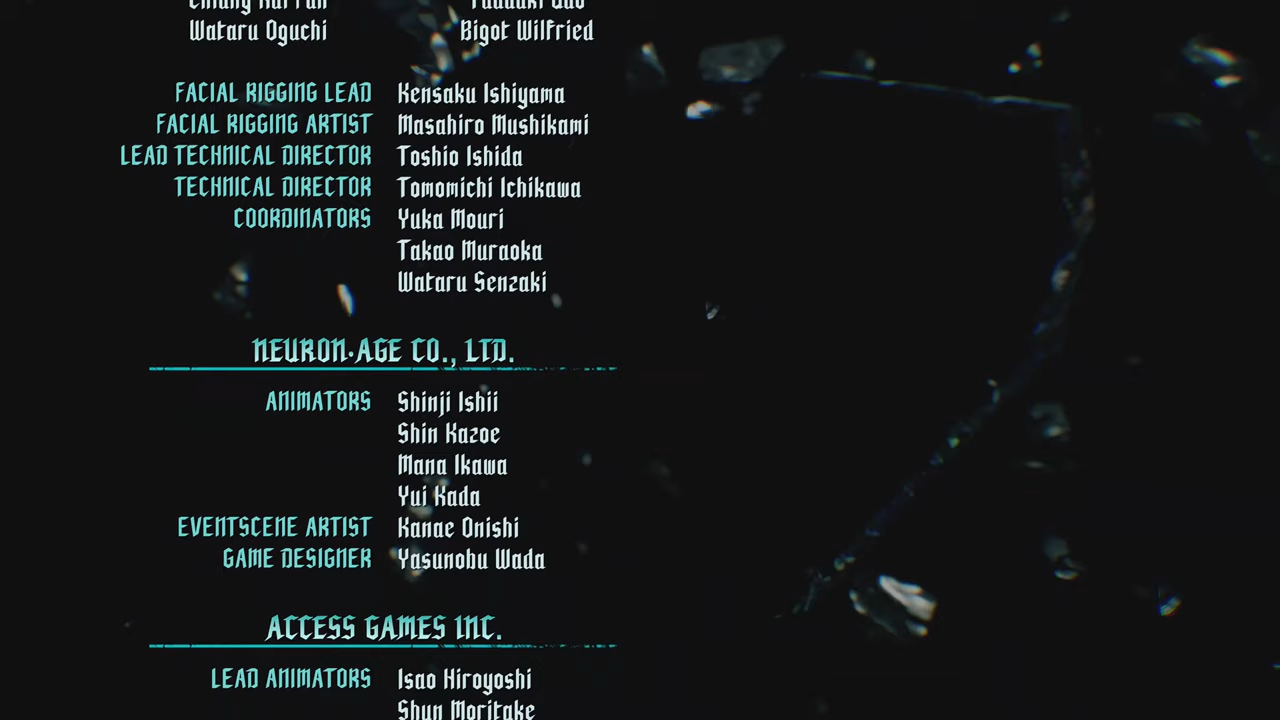 Wataru Oguchi Bigot Wilfried
FACIAL RIGGING LEAD Kensaku Ishiyama
FACIAL RIGGING ARTIST Masahiro Mushikami
LEAD TECHNICAL DIRECTOR Toshio Ishida
TECHNICAL DIRECTOR Tomomichi Ichikawa
COORDINATORS Yuka Mouri
Takao Muraoka
Wataru Senzaki
NEURON·AGE CO., LTD.
ANIMATORS Shinji Ishii
Shin Kazoe
Mana Ikawa
Yui Kada
EVENTSCENE ARTIST Kanae Onishi
GAME DESIGNER Yasunobu Wada
ACCESS GAMES INC.
LEAD ANIMATORS Isao Hiroyoshi
Shun Moritake